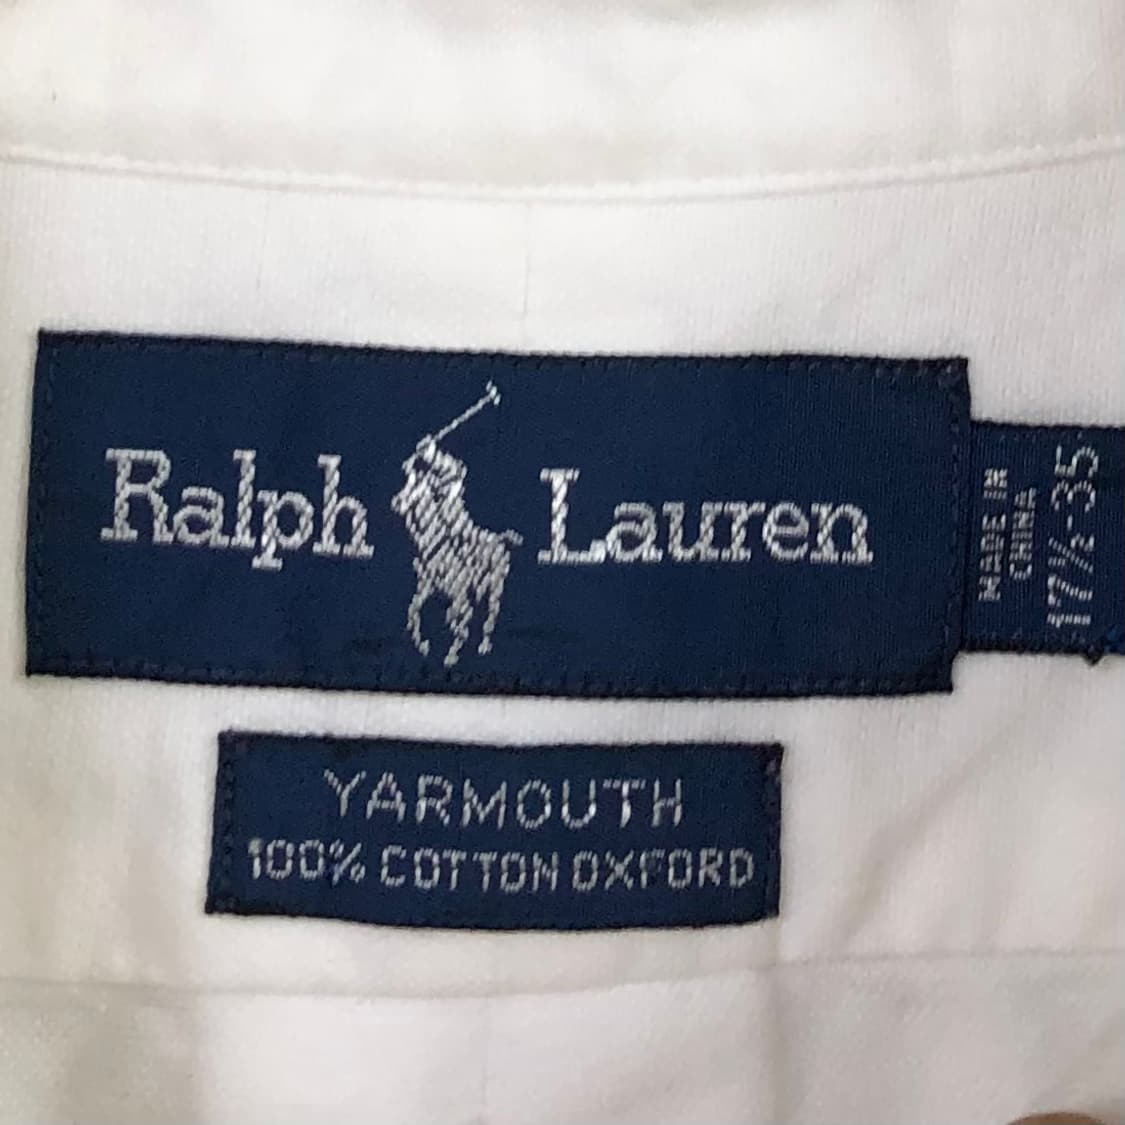 Ralph Lauren
MADE IN
CHINA
17½-35
YARMOUTH
100% COTTON OXFORD